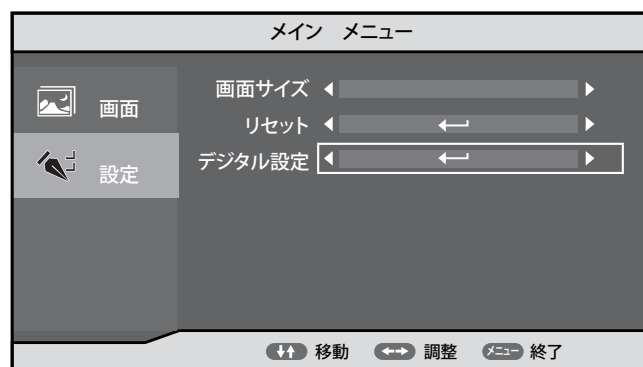 メイン メニュー
画面
設定
画面サイズ
リセット
デジタル設定
移動 調整 メニュー 終了